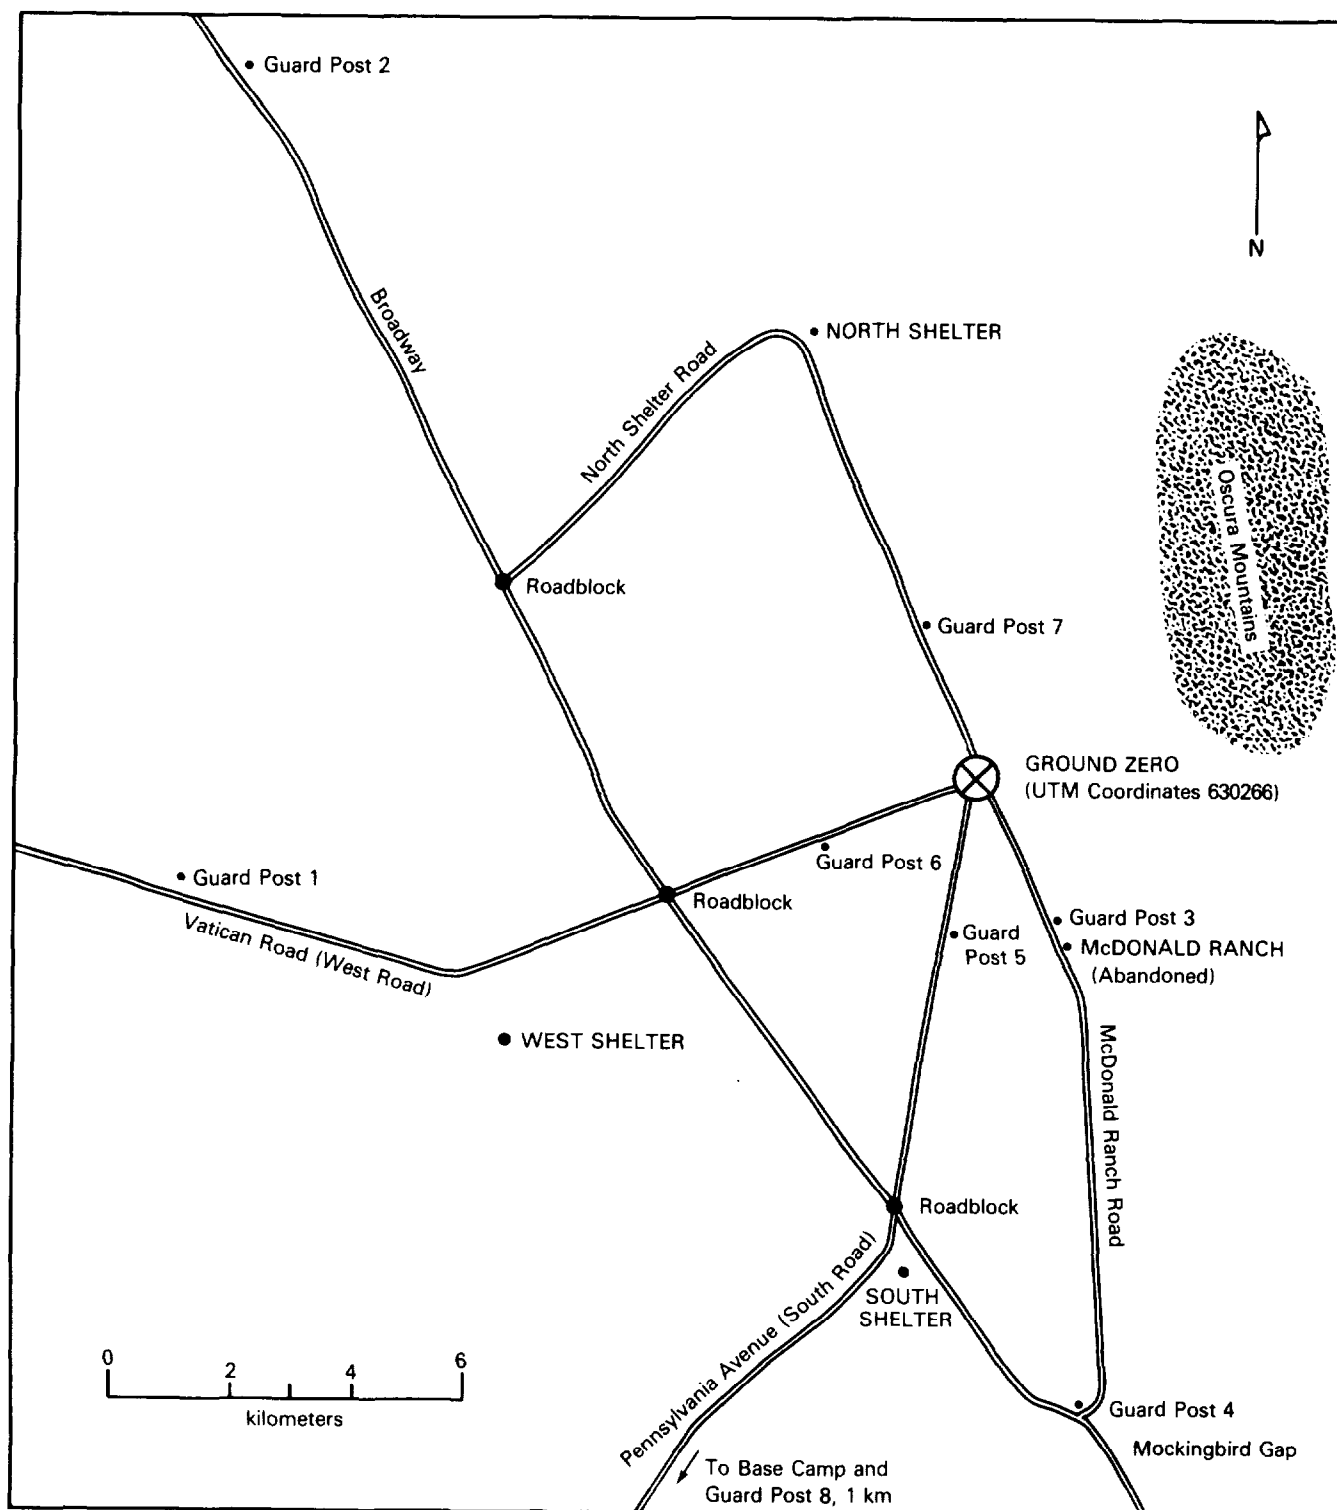 Guard Post 2
N
Broadway
NORTH SHELTER
North Shelter Road
Oscura Mountains
Roadblock
Guard Post 7
GROUND ZERO
(UTM Coordinates 630266)
Guard Post 6
Guard Post 1
Roadblock
Vatican Road (West Road)
Guard Post 3
Guard
Post 5
McDONALD RANCH
(Abandoned)
WEST SHELTER
McDonald Ranch Road
Roadblock
SOUTH
SHELTER
Pennsylvania Avenue (South Road)
0
2
4
6
kilometers
Guard Post 4
Mockingbird Gap
To Base Camp and
Guard Post 8, 1 km